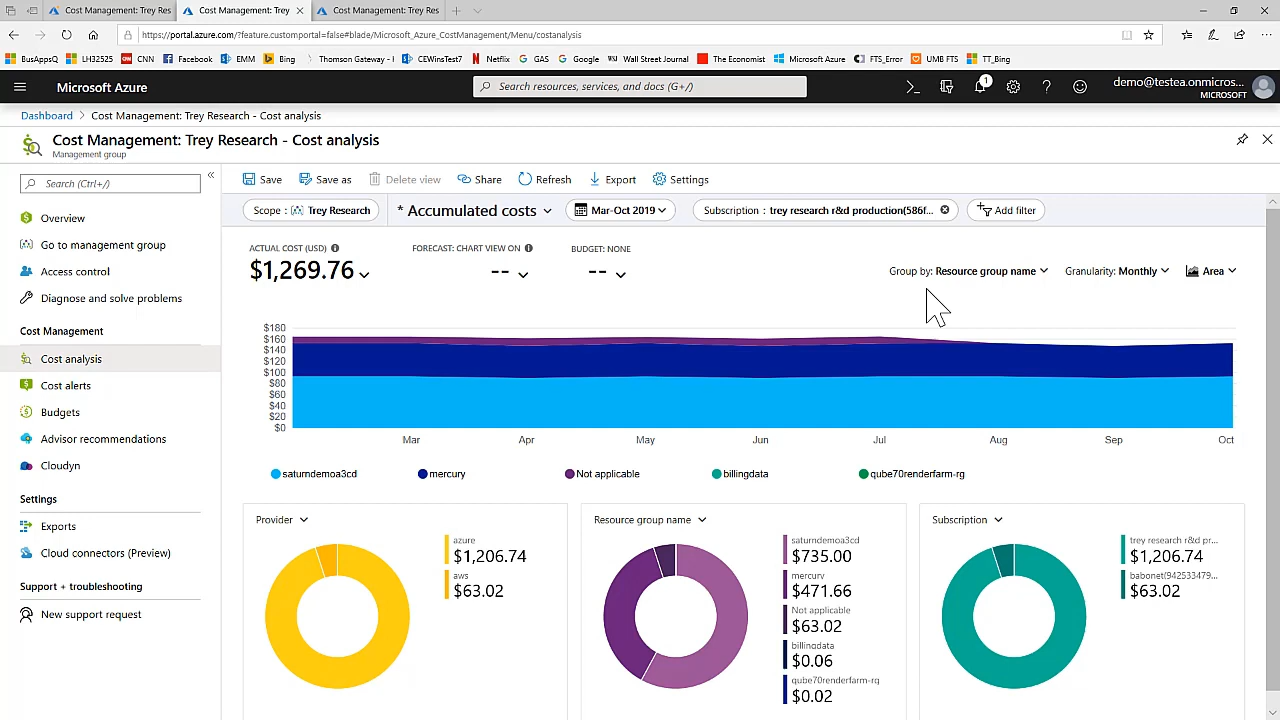 Cost Management: Trey Res
Cost Management: Trey
Cost Management: Trey Res
https://portal.azure.com/?feature.customportal=false#blade/Microsoft_Azure_CostManagement/Menu/costanalysis
BusAppsQ LH32525 CNN Facebook EMM Bing Thomson Gateway - H CEWinsTest7 Netflix GAS Google Wall Street Journal The Economist Microsoft Azure FTS_Error UMB FTS TT_Bing
Microsoft Azure
Search resources, services, and docs (G+/)
1
demo@testea.onmicros...
MICROSOFT
Dashboard > Cost Management: Trey Research - Cost analysis
Cost Management: Trey Research - Cost analysis
Management group
Search (Ctrl+/)
«
Overview
Go to management group
Access control
Diagnose and solve problems
Cost Management
Cost analysis
Cost alerts
Budgets
Advisor recommendations
Cloudyn
Settings
Exports
Cloud connectors (Preview)
Support + troubleshooting
New support request
Save Save as Delete view Share Refresh Export Settings
Scope : Trey Research
* Accumulated costs
Mar-Oct 2019
Subscription : trey research r&d production(586f...
Add filter
ACTUAL COST (USD)
$1,269.76
FORECAST: CHART VIEW ON
--
BUDGET: NONE
--
Group by: Resource group name
Granularity: Monthly
Area
$180
$160
$140
$120
$100
$80
$60
$40
$20
$0
Mar Apr May Jun Jul Aug Sep Oct
saturndemoa3cd mercury Not applicable billingdata qube70renderfarm-rg
Provider
azure
$1,206.74
aws
$63.02
Resource group name
saturndemoa3cd
$735.00
mercury
$471.66
Not applicable
$63.02
billingdata
$0.06
qube70renderfarm-rg
$0.02
Subscription
trey research r&d pr...
$1,206.74
babonet(942533479...
$63.02